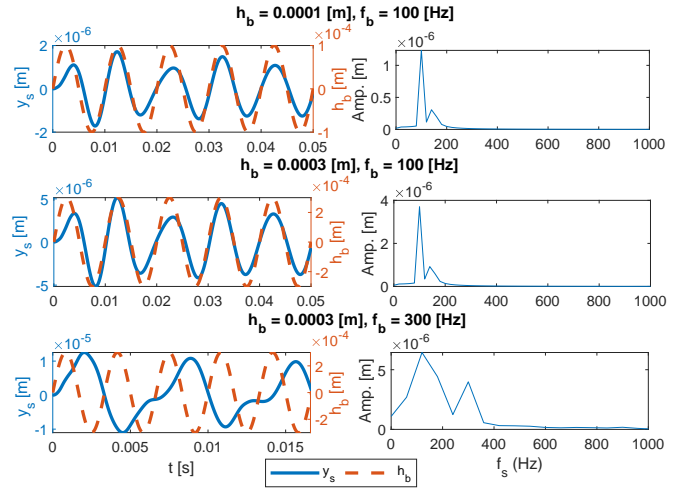 h_b = 0.0001 [m], f_b = 100 [Hz]
×10^-6
×10^-4
×10^-6
y_s [m]
2
0
-2
h_b [m]
1
0
-1
0 0.01 0.02 0.03 0.04 0.05
Amp. [m]
1
0.5
0
0 200 400 600 800 1000
h_b = 0.0003 [m], f_b = 100 [Hz]
×10^-6
×10^-4
×10^-6
y_s [m]
5
0
-5
h_b [m]
2
0
-2
0 0.01 0.02 0.03 0.04 0.05
Amp. [m]
4
2
0
0 200 400 600 800 1000
h_b = 0.0003 [m], f_b = 300 [Hz]
×10^-5
×10^-4
×10^-6
y_s [m]
1
0
-1
h_b [m]
2
0
-2
0 0.005 0.01 0.015
t [s]
Amp. [m]
5
0
0 200 400 600 800 1000
f_s (Hz)
y_s h_b